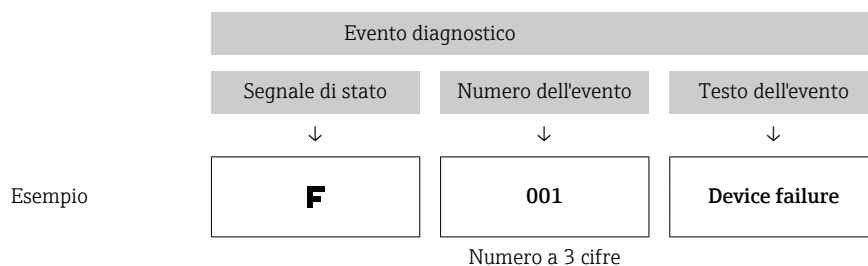 Evento diagnostico
Segnale di stato Numero dell'evento Testo dell'evento
↓ ↓ ↓
Esempio F 001 Device failure
Numero a 3 cifre